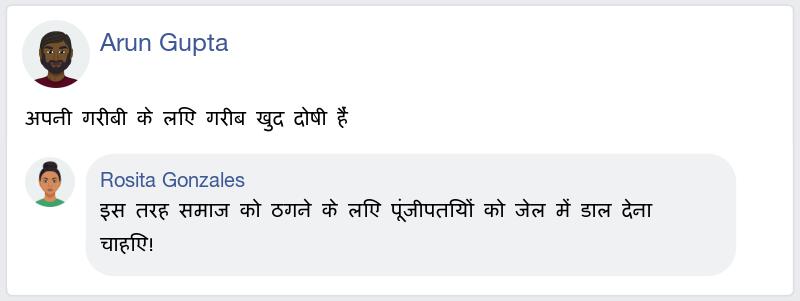 Arun Gupta
अपनी गरीबी के लिए गरीब खुद दोषी हैं
Rosita Gonzales
इस तरह समाज को ठगने के लिए पूंजीपतियों को जेल में डाल देना
चाहिए!